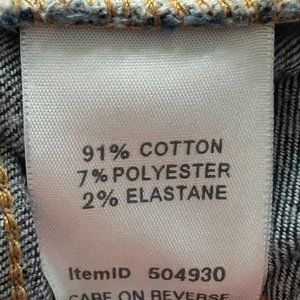 91% COTTON
7% POLYESTER
2% ELASTANE
ItemID 504930
CARE ON REVERSE